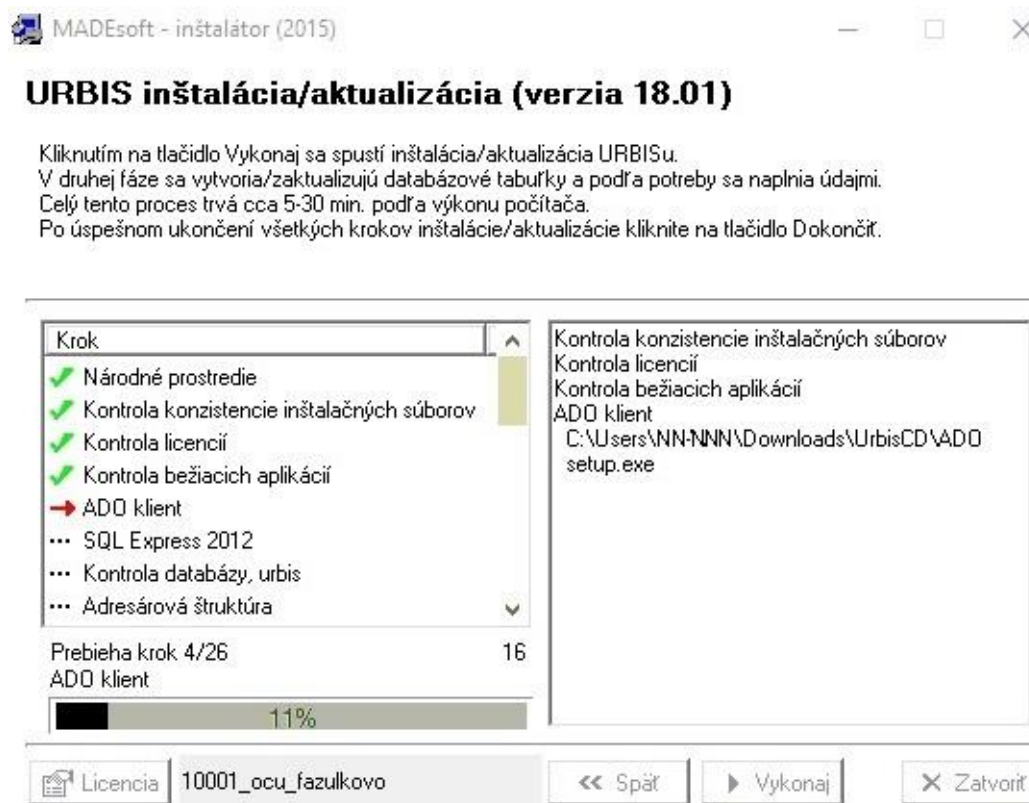 MADEsoft - inštalátor (2015)
URBIS inštalácia/aktualizácia (verzia 18.01)
Kliknutím na tlačidlo Vykonaj sa spustí inštalácia/aktualizácia URBISu.
V druhej fáze sa vytvoria/zaktualizujú databázové tabuľky a podľa potreby sa naplnia údajmi.
Celý tento proces trvá cca 5-30 min. podľa výkonu počítača.
Po úspešnom ukončení všetkých krokov inštalácie/aktualizácie kliknite na tlačidlo Dokončiť.
Krok
Národné prostredie
Kontrola konzistencie inštalačných súborov
Kontrola licencií
Kontrola bežiacich aplikácií
ADO klient
SQL Express 2012
Kontrola databázy, urbis
Adresárová štruktúra
Prebieha krok 4/26 16
ADO klient
11%
Kontrola konzistencie inštalačných súborov
Kontrola licencií
Kontrola bežiacich aplikácií
ADO klient
C:\Users\NN-NNN\Downloads\UrbisCD\ADO
setup.exe
Licencia 10001_ocu_fazulkovo Späť Vykonaj Zatvoriť